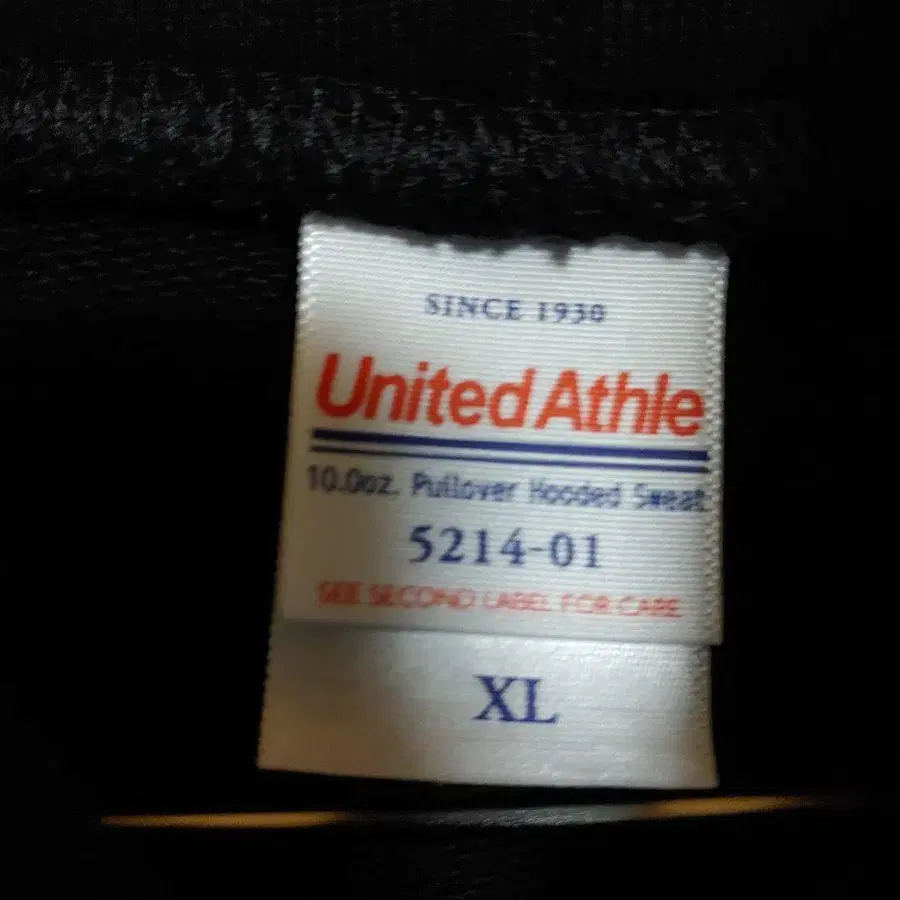 SINCE 1930
United Athle
10.0oz. Pullover Hooded Sweat
5214-01
SEE SECOND LABEL FOR CARE
XL